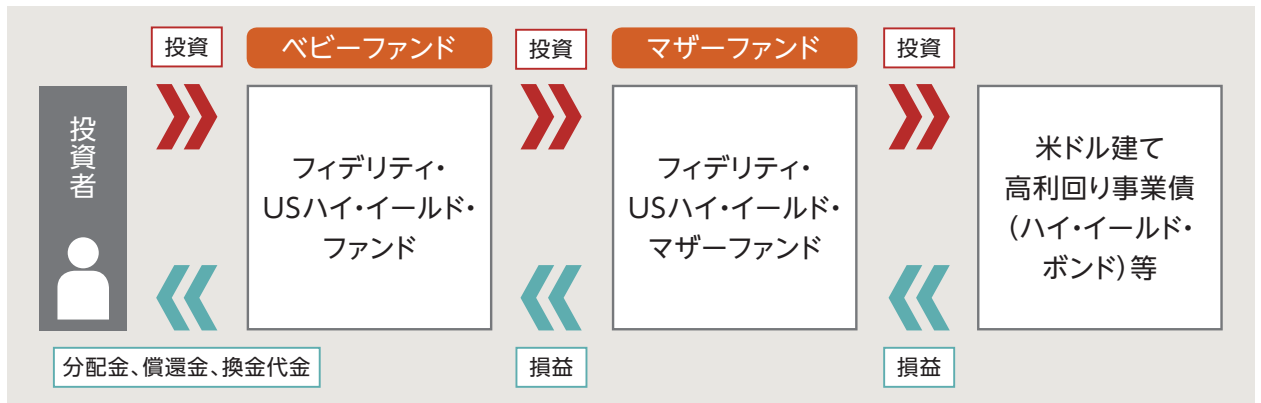 投資
ベビーファンド
投資
マザーファンド
投資
投資者
フィデリティ・
USハイ・イールド・
ファンド
フィデリティ・
USハイ・イールド・
マザーファンド
米ドル建て
高利回り事業債
(ハイ・イールド・
ボンド)等
分配金、償還金、換金代金
損益
損益